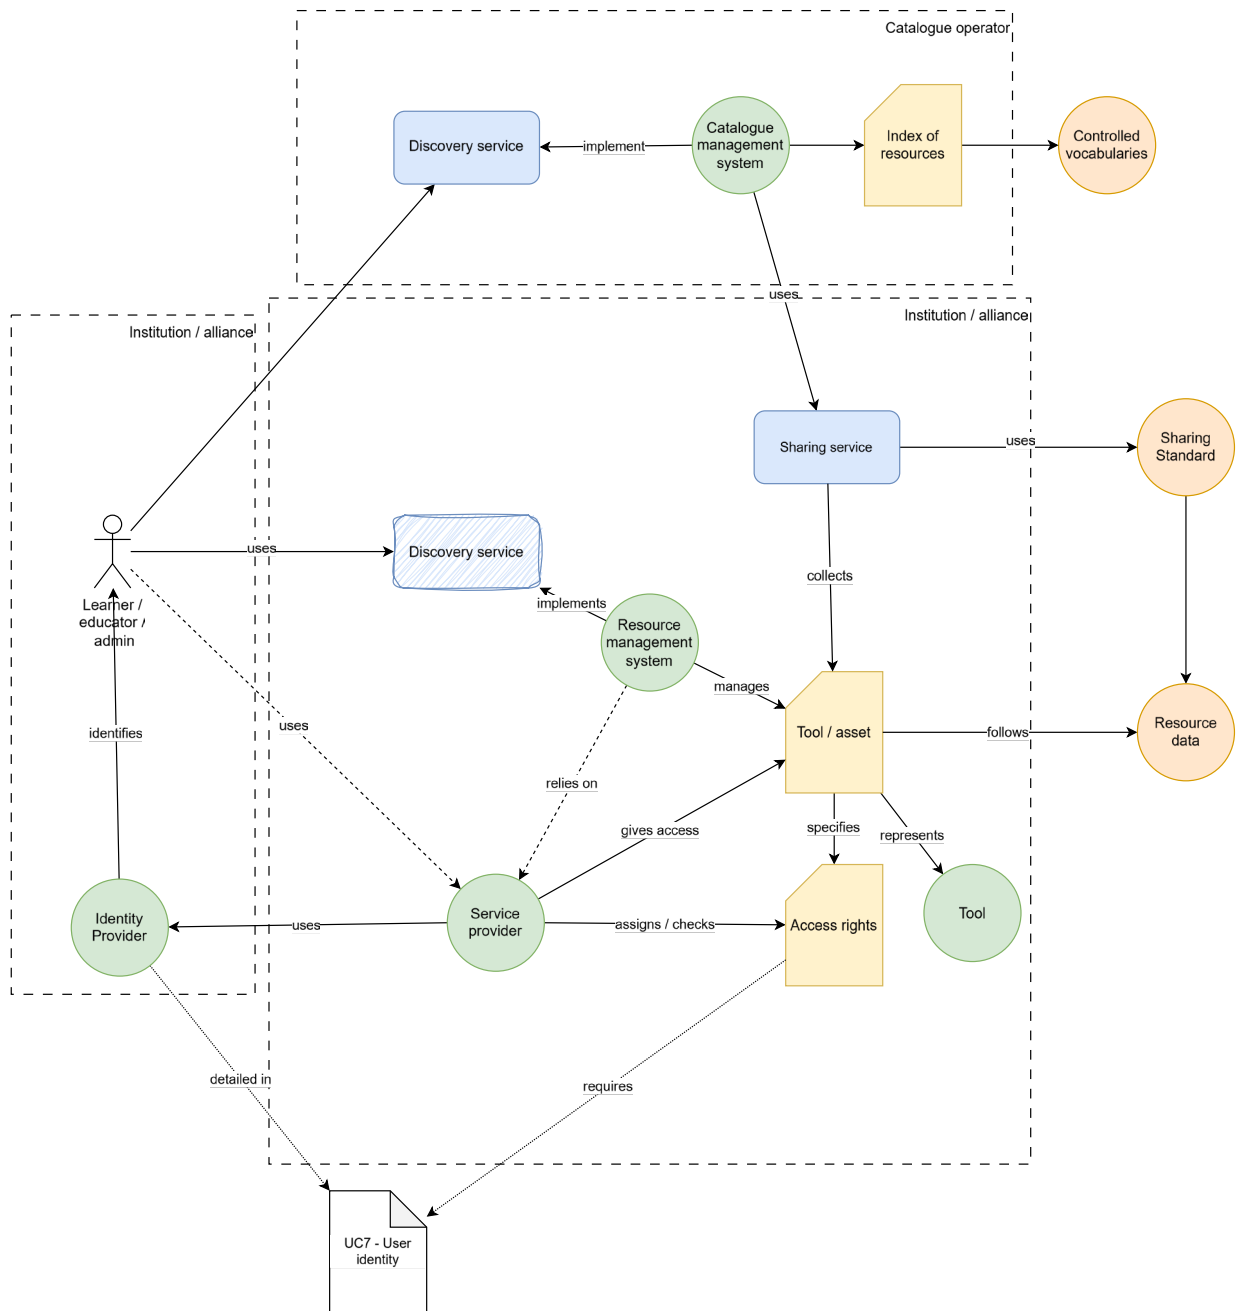 Catalogue operator
Discovery service
implement
Catalogue
management
system
Index of
resources
Controlled
vocabularies
uses
Institution / alliance
Institution / alliance
Sharing service
uses
Sharing
Standard
Learner /
educator /
admin
uses
Discovery service
implements
Resource
management
system
collects
manages
Tool / asset
follows
Resource
data
identifies
uses
relies on
gives access
specifies
represents
Identity
Provider
uses
Service
provider
assigns / checks
Access rights
Tool
detailed in
requires
UC7 - User
identity